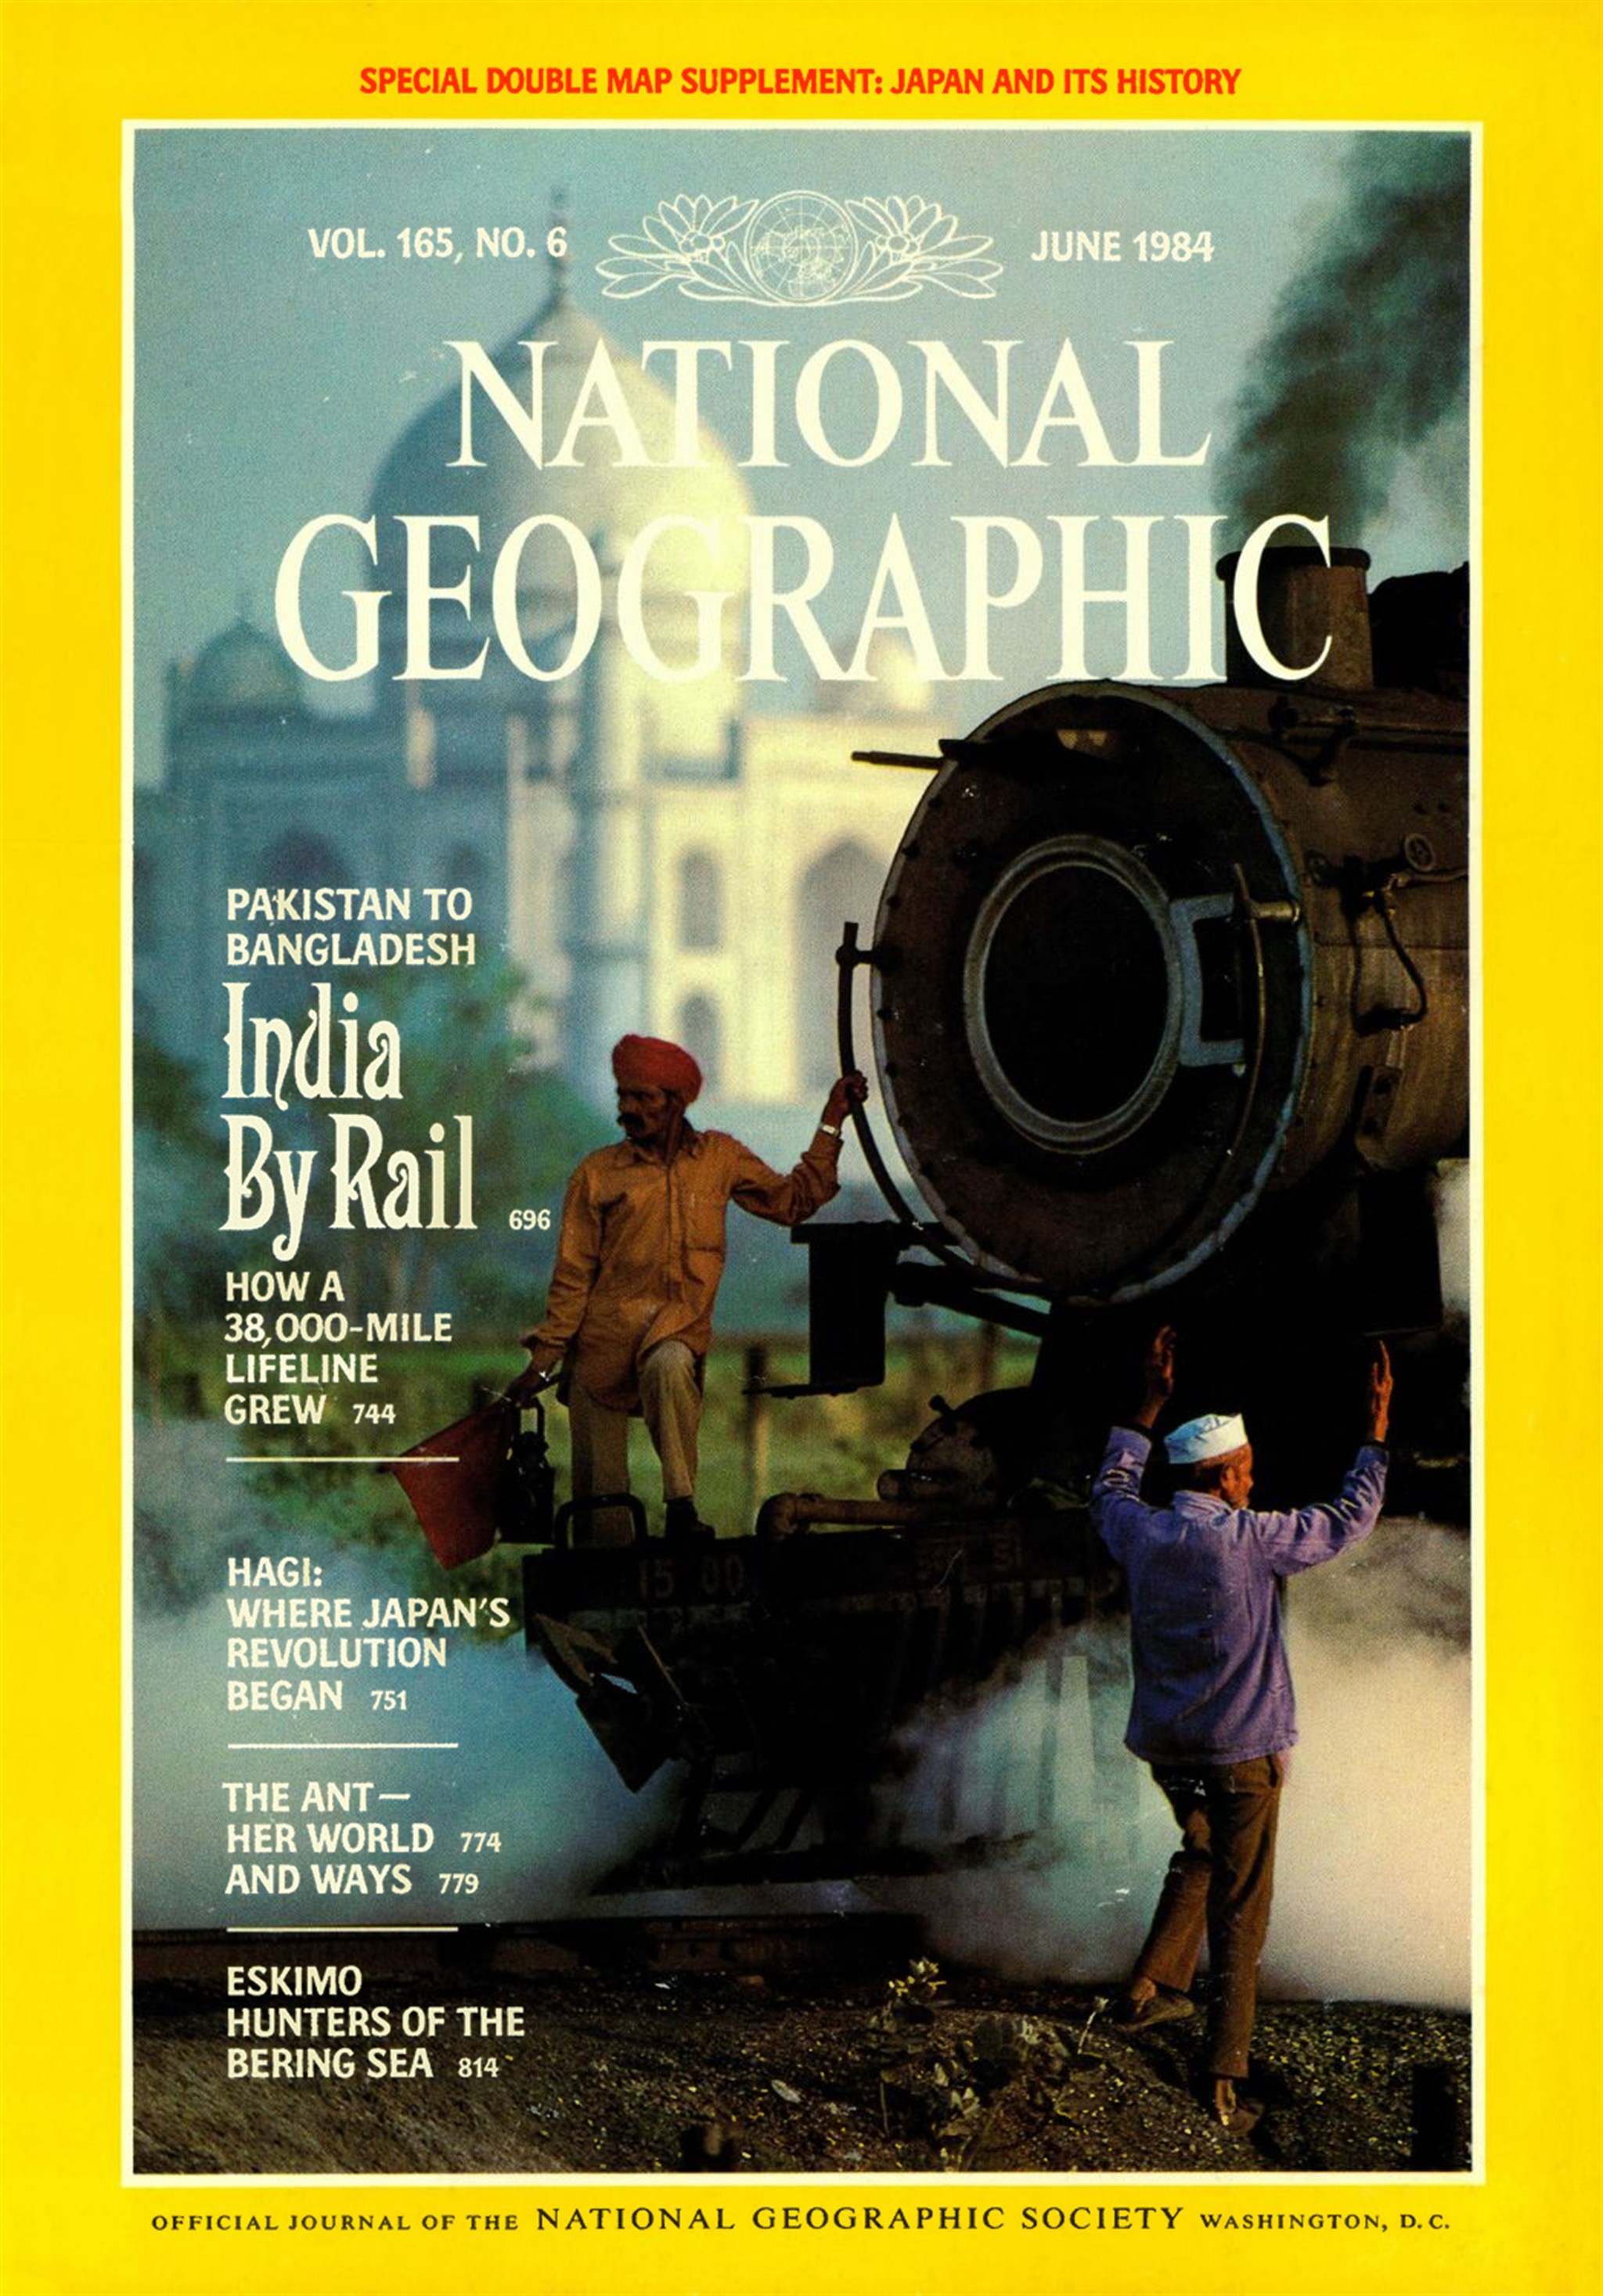 SPECIAL DOUBLE MAP SUPPLEMENT: JAPAN AND ITS HISTORY
VOL. 165, NO. 6
JUNE 1984
NATIONAL
GEOGRAPHIC
PAKISTAN TO
BANGLADESH
India
By Rail 696
HOW A
38,000-MILE
LIFELINE
GREW 744
HAGI:
WHERE JAPAN'S
REVOLUTION
BEGAN 751
THE ANT—
HER WORLD 774
AND WAYS 779
ESKIMO
HUNTERS OF THE
BERING SEA 814
OFFICIAL JOURNAL OF THE NATIONAL GEOGRAPHIC SOCIETY WASHINGTON, D.C.